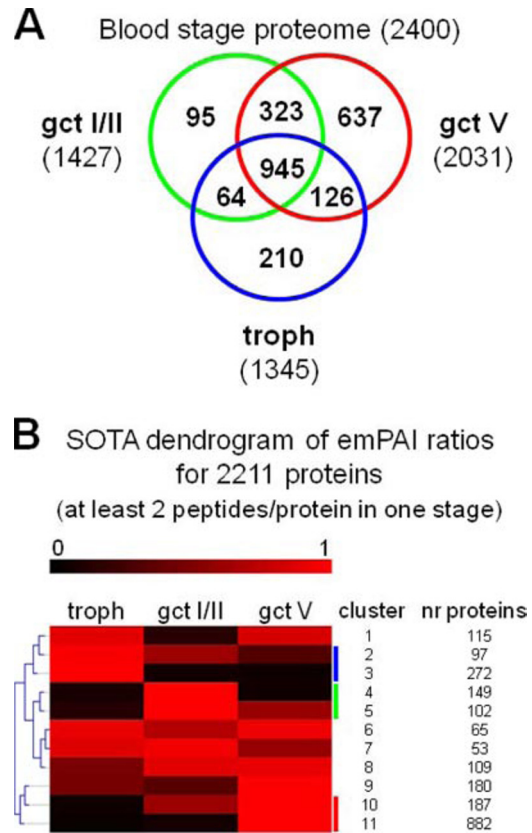 A
Blood stage proteome (2400)
95 323 637
gct I/II
(1427)
gct V
(2031)
945
64 126
210
troph
(1345)
B
SOTA dendrogram of emPAI ratios
for 2211 proteins
(at least 2 peptides/protein in one stage)
0 1
troph gct I/II gct V cluster nr proteins
1 115
2 97
3 272
4 149
5 102
6 65
7 53
8 109
9 180
10 187
11 882